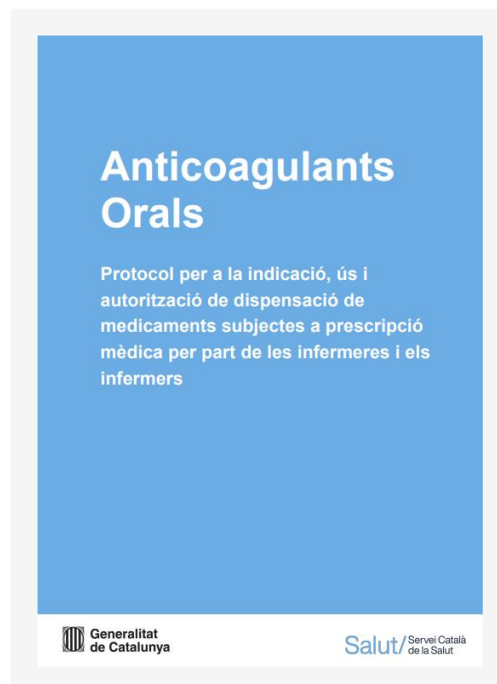 Anticoagulants
Orals
Protocol per a la indicació, ús i
autorització de dispensació de
medicaments subjectes a prescripció
mèdica per part de les infermeres i els
infermers
Generalitat
de Catalunya
Salut/ Servei Català
de la Salut